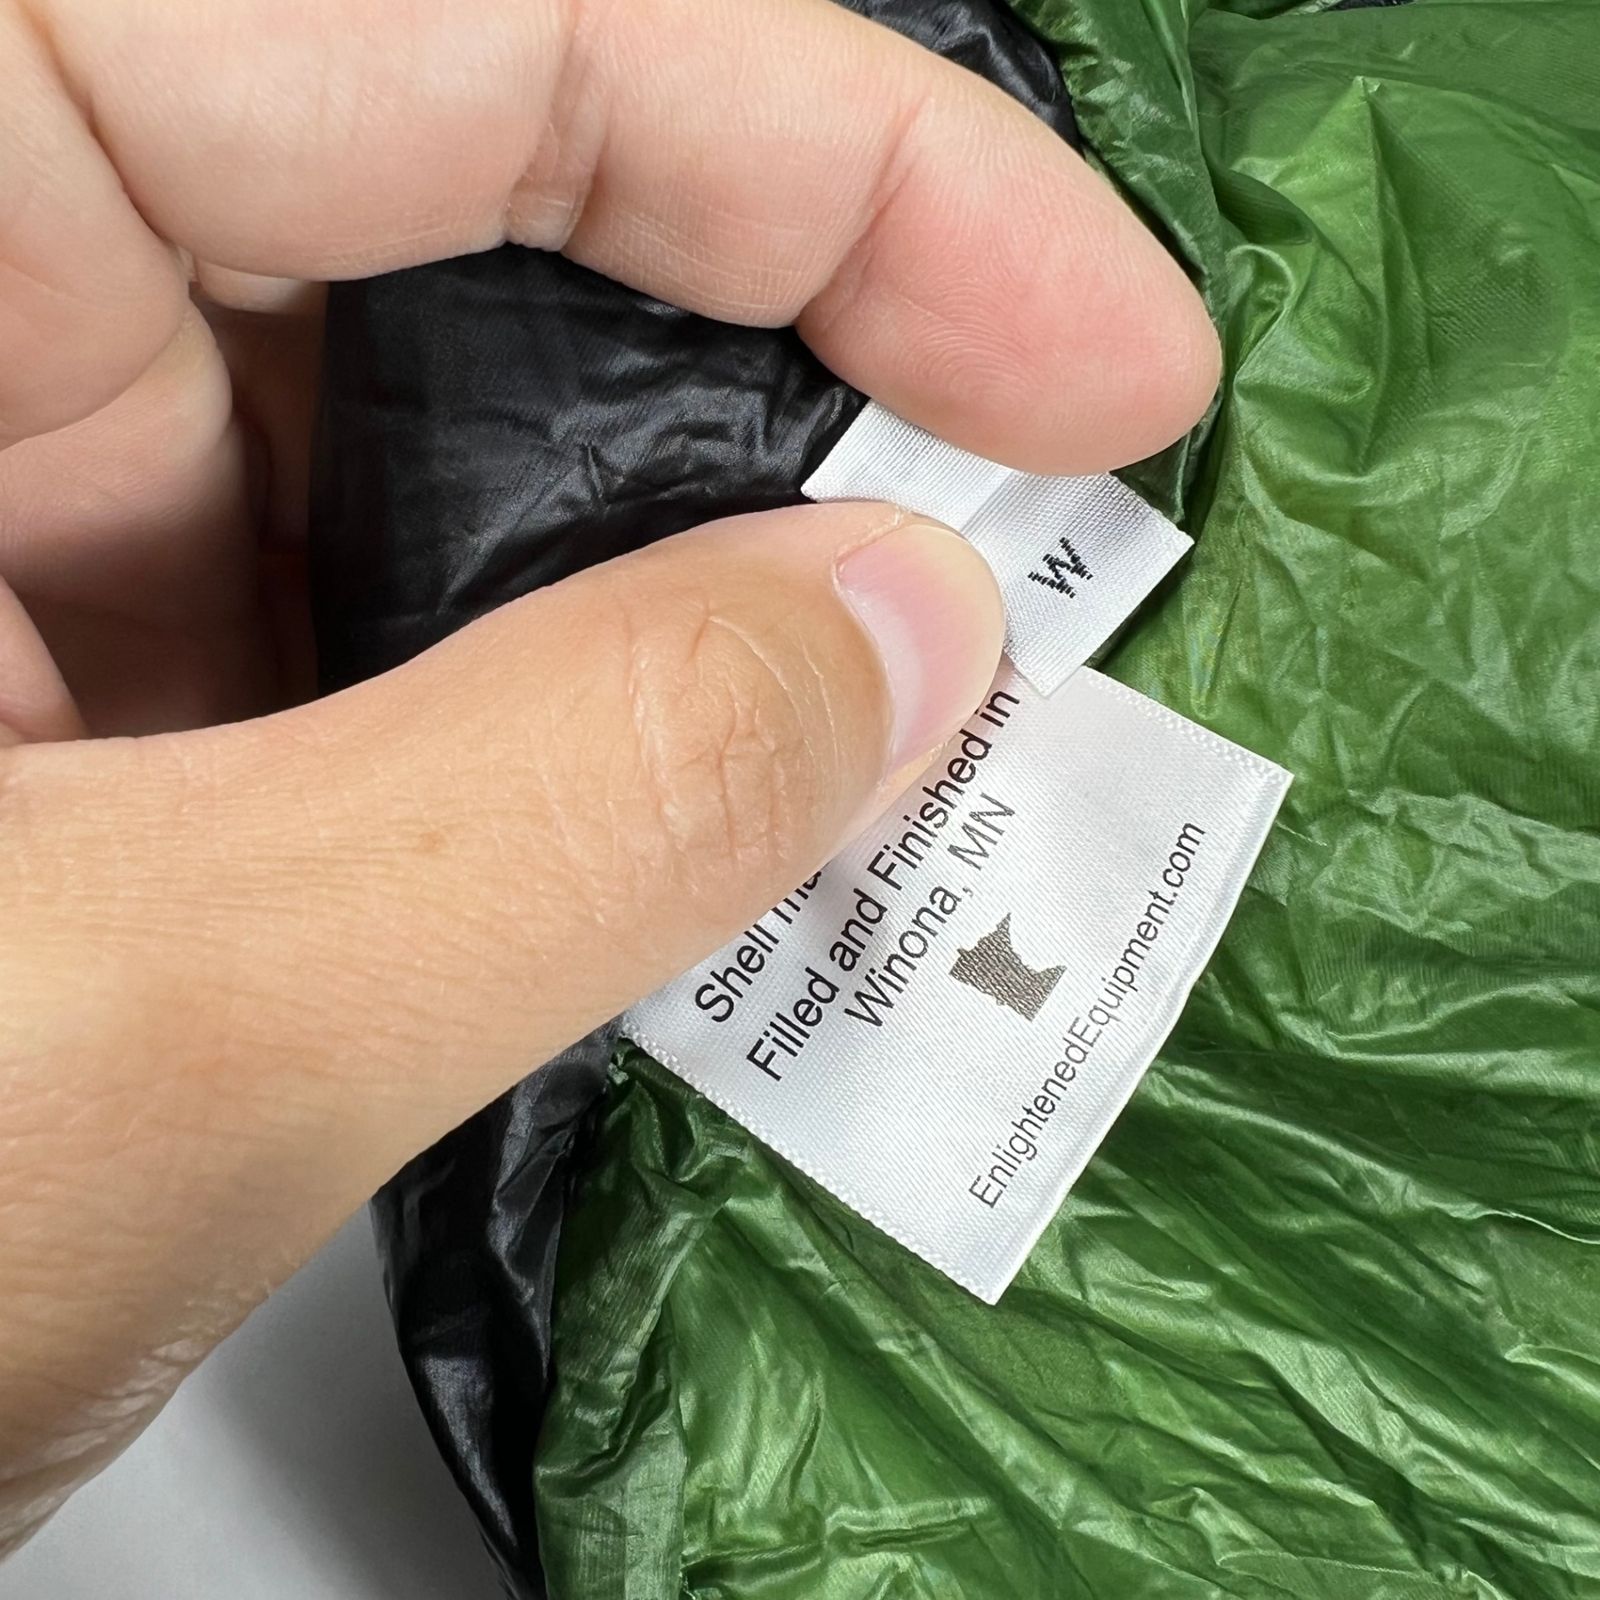 W
Shell
Filled and Finished in
Winona, MN
EnlightenedEquipment.com